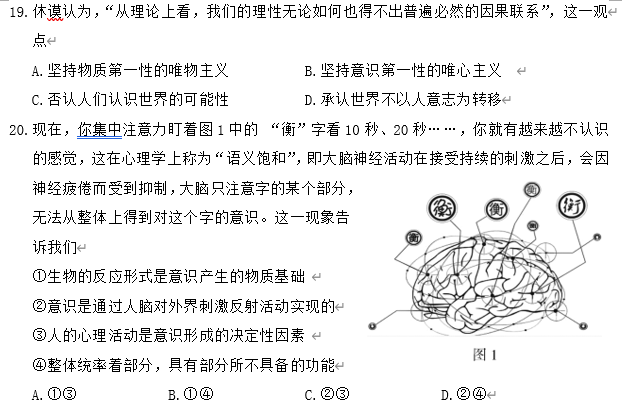 19. 休谟认为，“从理论上看，我们的理性无论如何也得不出普遍必然的因果联系”，这一观
点
A. 坚持物质第一性的唯物主义 B. 坚持意识第一性的唯心主义
C. 否认人们认识世界的可能性 D. 承认世界不以人意志为转移
20. 现在，你集中注意力盯着图1中的 “衡”字看10秒、20秒……，你就有越来越不认识
的感觉，这在心理学上称为“语义饱和”，即大脑神经活动在接受持续的刺激之后，会因
神经疲倦而受到抑制，大脑只注意字的某个部分，
无法从整体上得到对这个字的意识。这一现象告
诉我们
①生物的反应形式是意识产生的物质基础
②意识是通过人脑对外界刺激反射活动实现的
③人的心理活动是意识形成的决定性因素
④整体统率着部分，具有部分所不具备的功能
衡
衡
衡
衡
衡
衡
图1
A. ①③ B. ①④ C. ②③ D. ②④